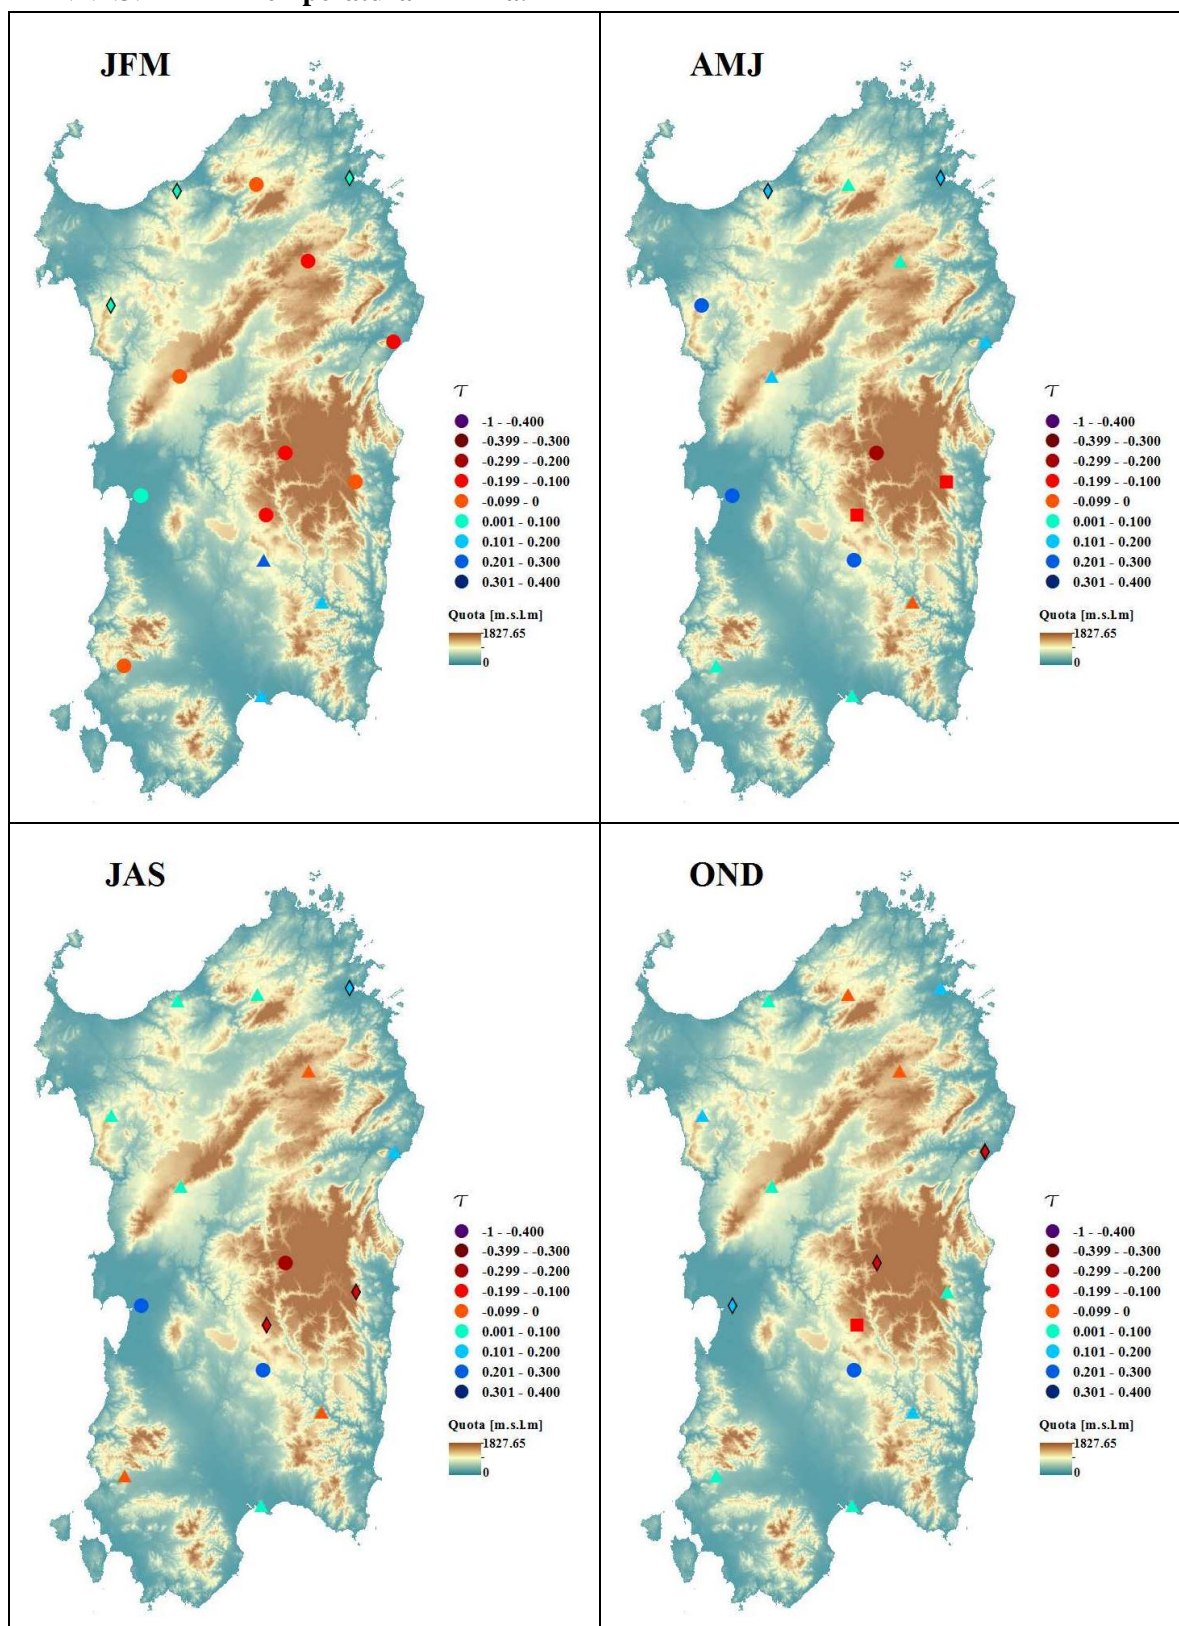 JFM
τ
-1 - -0.400
-0.399 - -0.300
-0.299 - -0.200
-0.199 - -0.100
-0.099 - 0
0.001 - 0.100
0.101 - 0.200
0.201 - 0.300
0.301 - 0.400
Quota [m.s.l.m]
1827.65
0
AMJ
τ
-1 - -0.400
-0.399 - -0.300
-0.299 - -0.200
-0.199 - -0.100
-0.099 - 0
0.001 - 0.100
0.101 - 0.200
0.201 - 0.300
0.301 - 0.400
Quota [m.s.l.m]
1827.65
0
JAS
τ
-1 - -0.400
-0.399 - -0.300
-0.299 - -0.200
-0.199 - -0.100
-0.099 - 0
0.001 - 0.100
0.101 - 0.200
0.201 - 0.300
0.301 - 0.400
Quota [m.s.l.m]
1827.65
0
OND
τ
-1 - -0.400
-0.399 - -0.300
-0.299 - -0.200
-0.199 - -0.100
-0.099 - 0
0.001 - 0.100
0.101 - 0.200
0.201 - 0.300
0.301 - 0.400
Quota [m.s.l.m]
1827.65
0